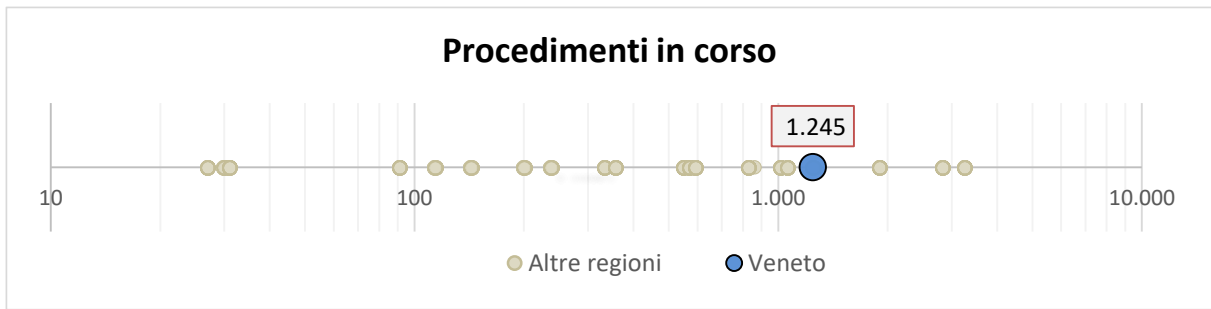 Procedimenti in corso
1.245
10 100 1.000 10.000
Altre regioni Veneto